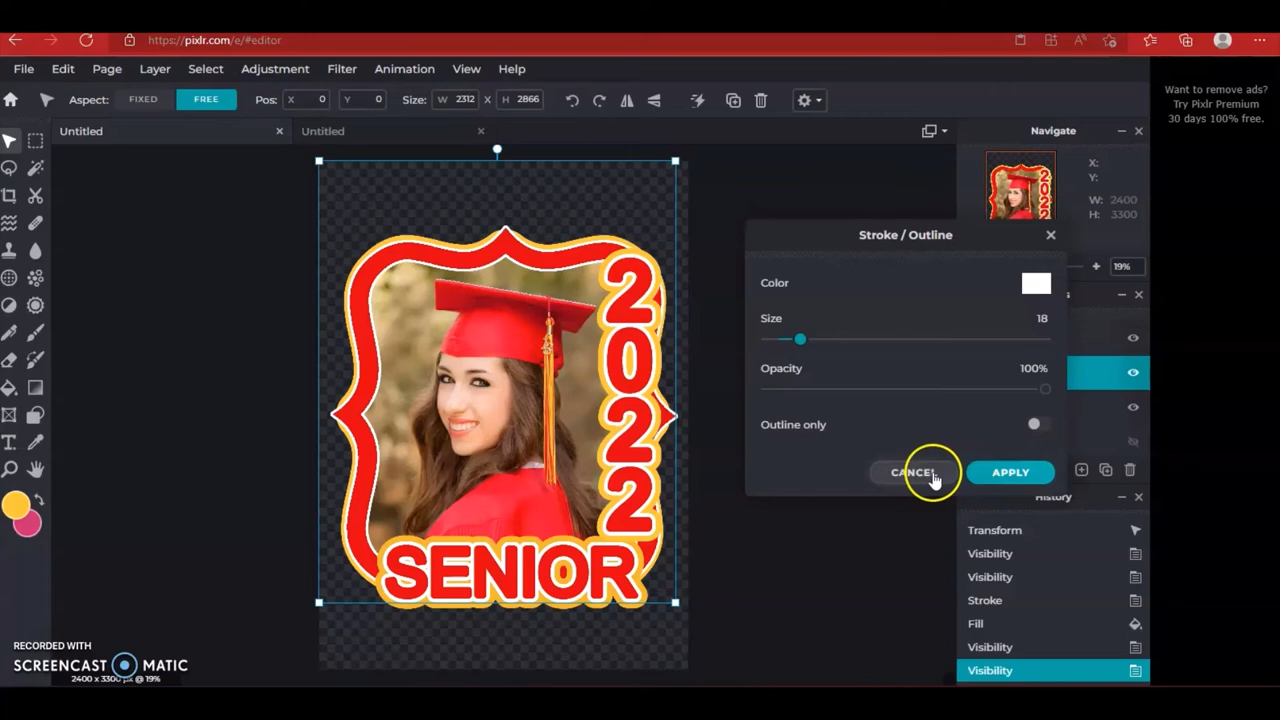 https://pixlr.com/e/#editor
File Edit Page Layer Select Adjustment Filter Animation View Help
Aspect: FIXED FREE Pos: X 0 Y 0 Size: W 2312 X H 2866
Want to remove ads?
Try Pixlr Premium
30 days 100% free.
Untitled
Untitled
Navigate
X:
Y:
W: 2400
H: 3300
19%
2022
SENIOR
Stroke / Outline
Color
Size 18
Opacity 100%
Outline only
CANCEL APPLY
History
Transform
Visibility
Visibility
Stroke
Fill
Visibility
Visibility
RECORDED WITH
SCREENCAST MATIC
2400 x 3300 px @ 19%